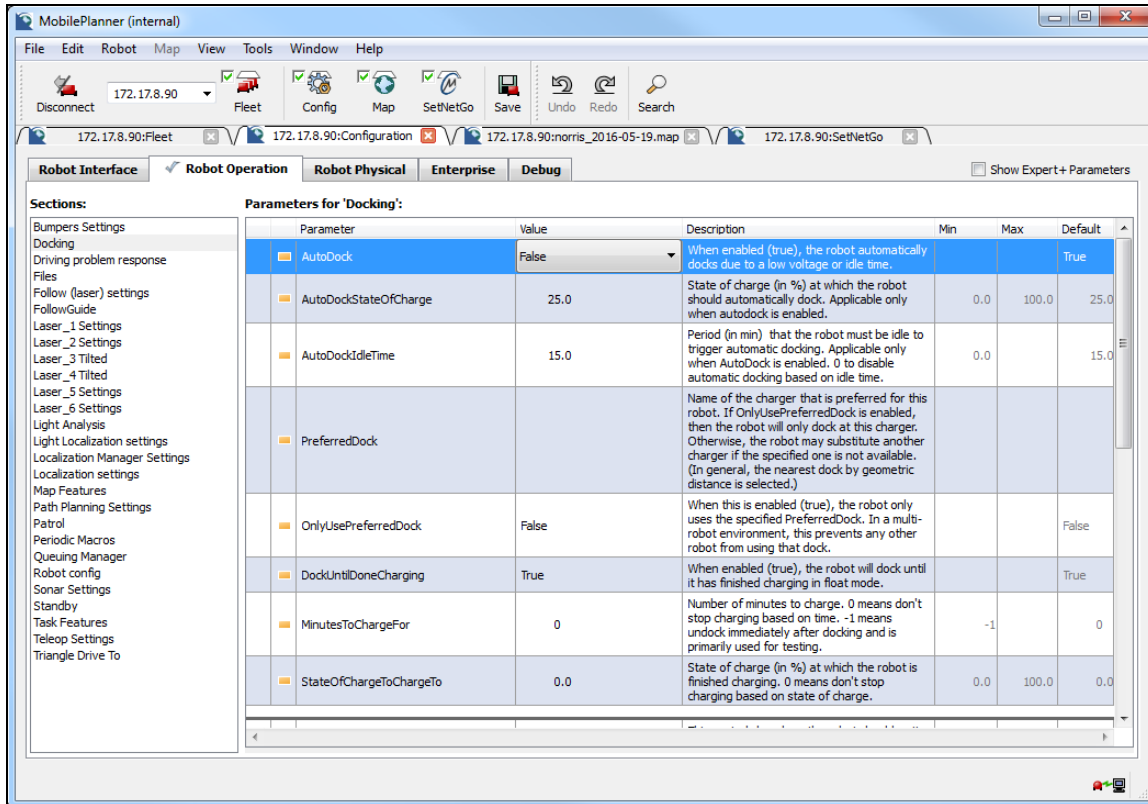 MobilePlanner (internal)
File Edit Robot Map View Tools Window Help
Disconnect 172.17.8.90 Fleet Config Map SetNetGo Save Undo Redo Search
172.17.8.90:Fleet 172.17.8.90:Configuration 172.17.8.90:norris_2016-05-19.map 172.17.8.90:SetNetGo
Robot Interface Robot Operation Robot Physical Enterprise Debug Show Expert+ Parameters
Sections:
Bumpers Settings
Docking
Driving problem response
Files
Follow (laser) settings
FollowGuide
Laser_1 Settings
Laser_2 Settings
Laser_3 Tilted
Laser_4 Tilted
Laser_5 Settings
Laser_6 Settings
Light Analysis
Light Localization settings
Localization Manager Settings
Localization settings
Map Features
Path Planning Settings
Patrol
Periodic Macros
Queuing Manager
Robot config
Sonar Settings
Standby
Task Features
Teleop Settings
Triangle Drive To
Parameters for 'Docking':
Parameter Value Description Min Max Default
AutoDock False When enabled (true), the robot automatically True
docks due to a low voltage or idle time.
State of charge (in %) at which the robot
AutoDockStateOfCharge 25.0 should automatically dock. Applicable only 0.0 100.0 25.0
when autodock is enabled.
Period (in min) that the robot must be idle to
AutoDockIdleTime 15.0 trigger automatic docking. Applicable only 0.0 15.0
when AutoDock is enabled. 0 to disable
automatic docking based on idle time.
Name of the charger that is preferred for this
robot. If OnlyUsePreferredDock is enabled,
then the robot will only dock at this charger.
PreferredDock Otherwise, the robot may substitute another
charger if the specified one is not available.
(In general, the nearest dock by geometric
distance is selected.)
When this is enabled (true), the robot only
OnlyUsePreferredDock False uses the specified PreferredDock. In a multi- False
robot environment, this prevents any other
robot from using that dock.
DockUntilDoneCharging True When enabled (true), the robot will dock until True
it has finished charging in float mode.
Number of minutes to charge. 0 means don't
MinutesToChargeFor 0 stop charging based on time. -1 means -1 0
undock immediately after docking and is
primarily used for testing.
State of charge (in %) at which the robot is
StateOfChargeToChargeTo 0.0 finished charging. 0 means don't stop 0.0 100.0 0.0
charging based on state of charge.